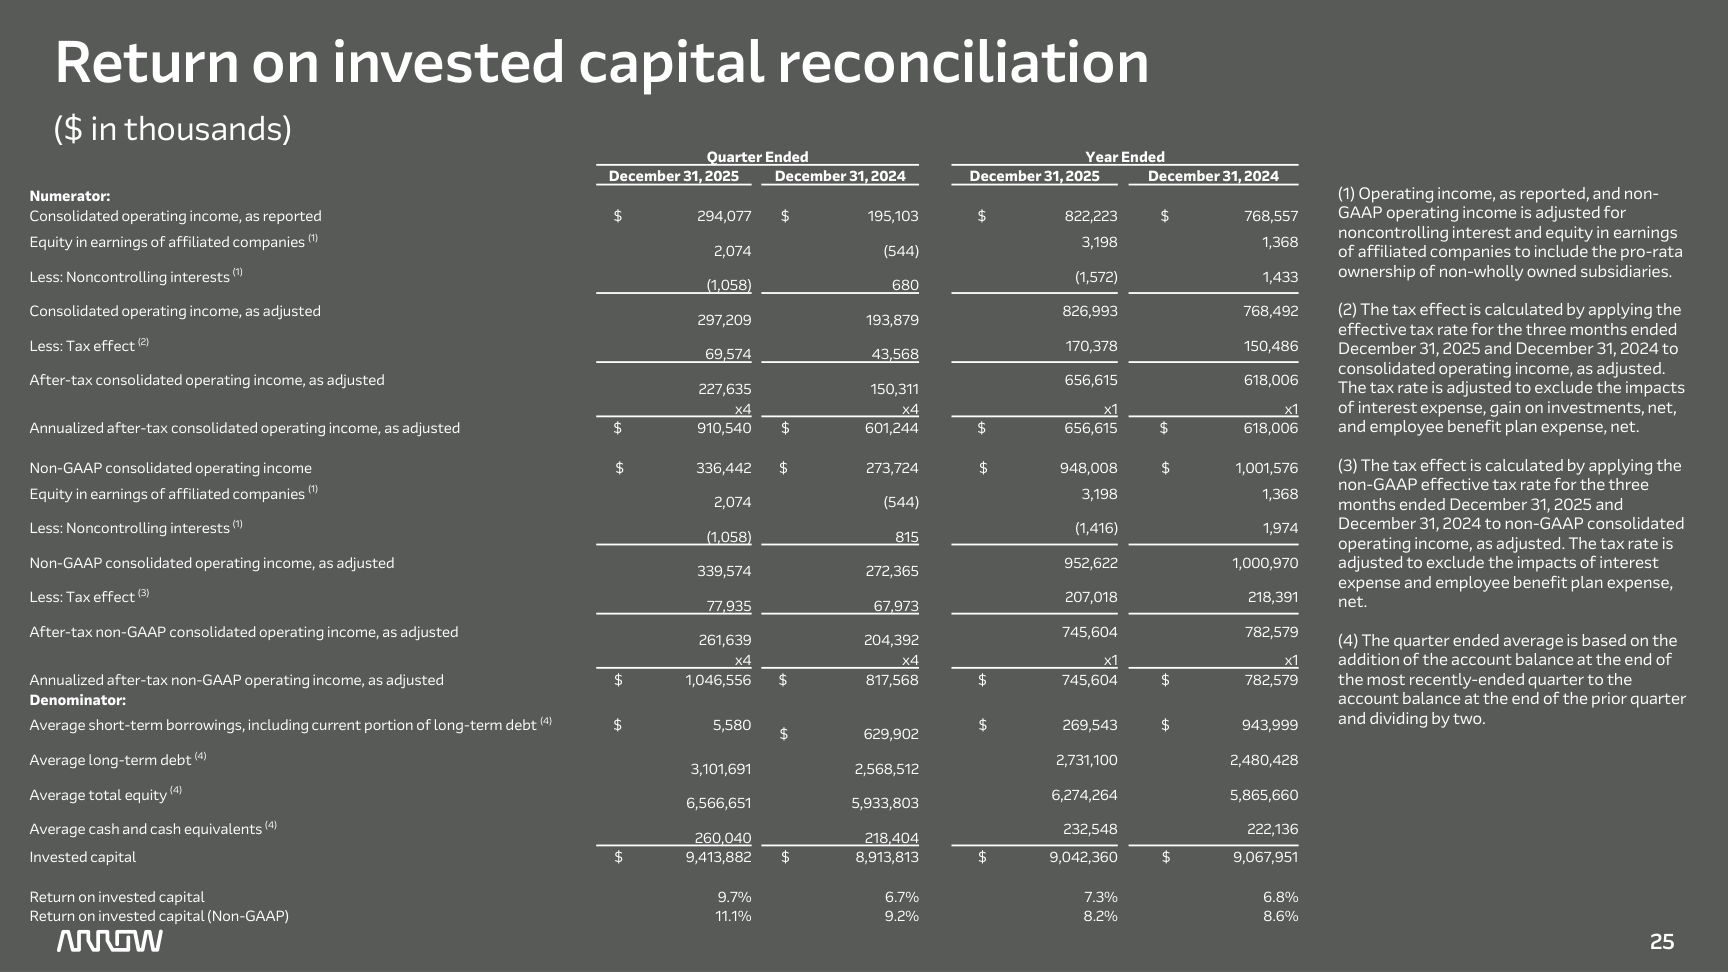 Return on invested capital reconciliation
($ in thousands)
Quarter Ended Year Ended
December 31, 2025 December 31, 2024 December 31, 2025 December 31, 2024
Numerator:
Consolidated operating income, as reported $ 294,077 $ 195,103 $ 822,223 $ 768,557
Equity in earnings of affiliated companies (1) 2,074 (544) 3,198 1,368
Less: Noncontrolling interests (1) (1,058) 680 (1,572) 1,433
Consolidated operating income, as adjusted 297,209 193,879 826,993 768,492
Less: Tax effect (2) 69,574 43,568 170,378 150,486
After-tax consolidated operating income, as adjusted 227,635 150,311 656,615 618,006
x4 x4 x1 x1
Annualized after-tax consolidated operating income, as adjusted $ 910,540 $ 601,244 $ 656,615 $ 618,006
Non-GAAP consolidated operating income $ 336,442 $ 273,724 $ 948,008 $ 1,001,576
Equity in earnings of affiliated companies (1) 2,074 (544) 3,198 1,368
Less: Noncontrolling interests (1) (1,058) 815 (1,416) 1,974
Non-GAAP consolidated operating income, as adjusted 339,574 272,365 952,622 1,000,970
Less: Tax effect (3) 77,935 67,973 207,018 218,391
After-tax non-GAAP consolidated operating income, as adjusted 261,639 204,392 745,604 782,579
x4 x4 x1 x1
Annualized after-tax non-GAAP operating income, as adjusted $ 1,046,556 $ 817,568 $ 745,604 $ 782,579
Denominator:
Average short-term borrowings, including current portion of long-term debt (4) $ 5,580 $ 629,902 $ 269,543 $ 943,999
Average long-term debt (4) 3,101,691 2,568,512 2,731,100 2,480,428
Average total equity (4) 6,566,651 5,933,803 6,274,264 5,865,660
Average cash and cash equivalents (4) 260,040 218,404 232,548 222,136
Invested capital $ 9,413,882 $ 8,913,813 $ 9,042,360 $ 9,067,951
Return on invested capital 9.7% 6.7% 7.3% 6.8%
Return on invested capital (Non-GAAP) 11.1% 9.2% 8.2% 8.6%
(1) Operating income, as reported, and non-
GAAP operating income is adjusted for
noncontrolling interest and equity in earnings
of affiliated companies to include the pro-rata
ownership of non-wholly owned subsidiaries.
(2) The tax effect is calculated by applying the
effective tax rate for the three months ended
December 31, 2025 and December 31, 2024 to
consolidated operating income, as adjusted.
The tax rate is adjusted to exclude the impacts
of interest expense, gain on investments, net,
and employee benefit plan expense, net.
(3) The tax effect is calculated by applying the
non-GAAP effective tax rate for the three
months ended December 31, 2025 and
December 31, 2024 to non-GAAP consolidated
operating income, as adjusted. The tax rate is
adjusted to exclude the impacts of interest
expense and employee benefit plan expense,
net.
(4) The quarter ended average is based on the
addition of the account balance at the end of
the most recently-ended quarter to the
account balance at the end of the prior quarter
and dividing by two.
ARROW
25